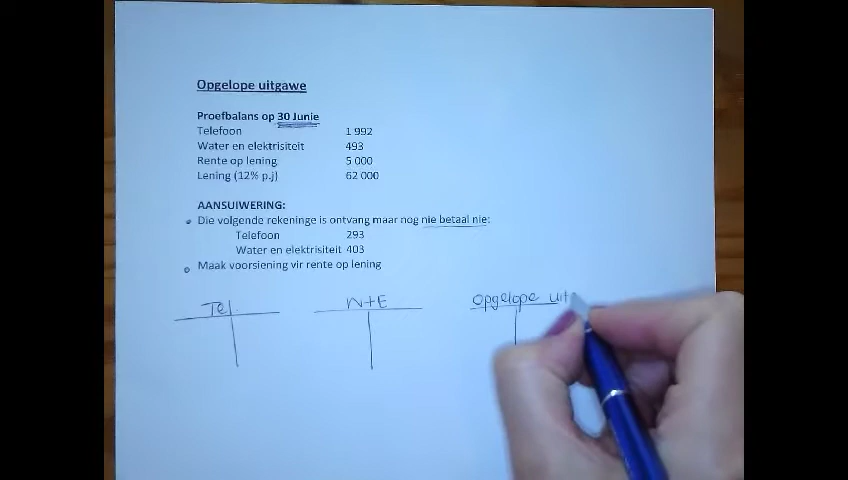 Opgelope uitgawe
Proefbalans op 30 Junie
Telefoon 1 992
Water en elektrisiteit 493
Rente op lening 5 000
Lening (12% p.j) 62 000
AANSUIWERING:
Die volgende rekeninge is ontvang maar nog nie betaal nie:
Telefoon 293
Water en elektrisiteit 403
Maak voorsiening vir rente op lening
Tel W+E Opgelope uit